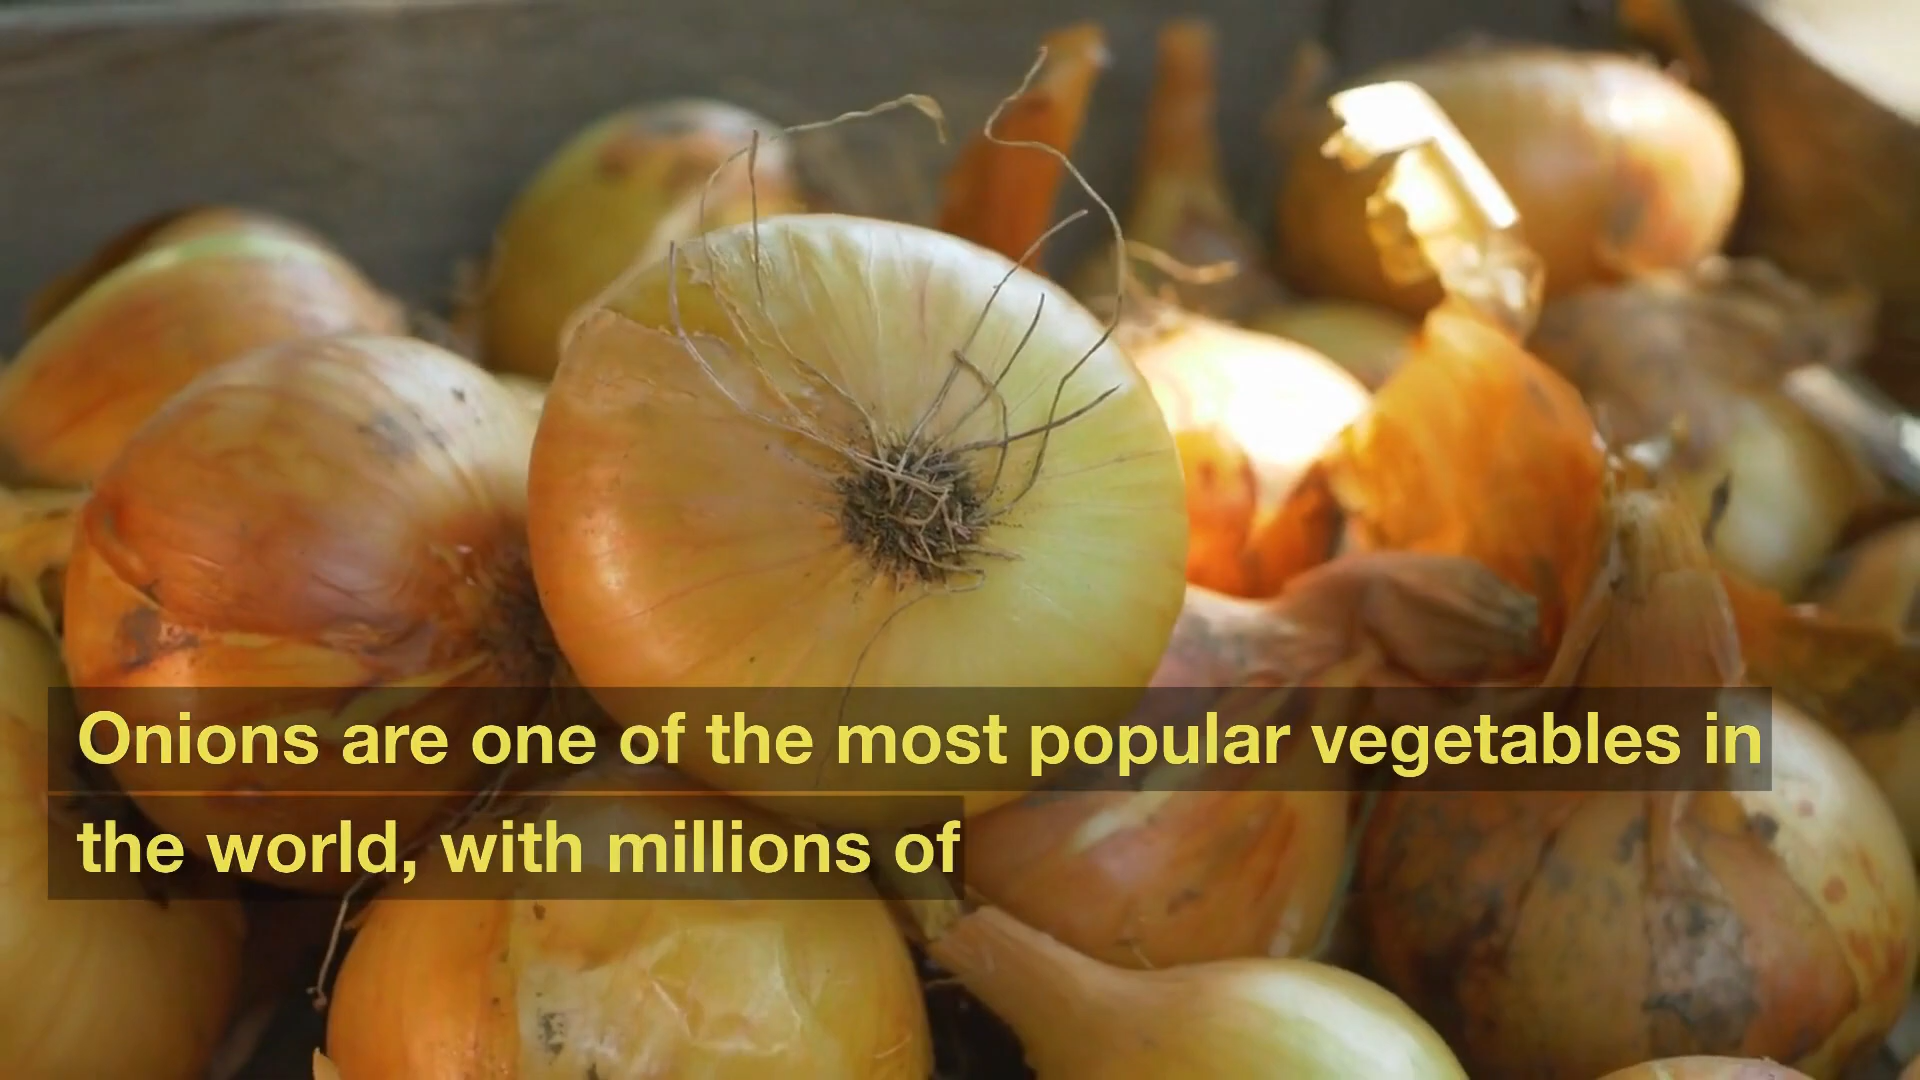 Onions are one of the most popular vegetables in
the world, with millions of